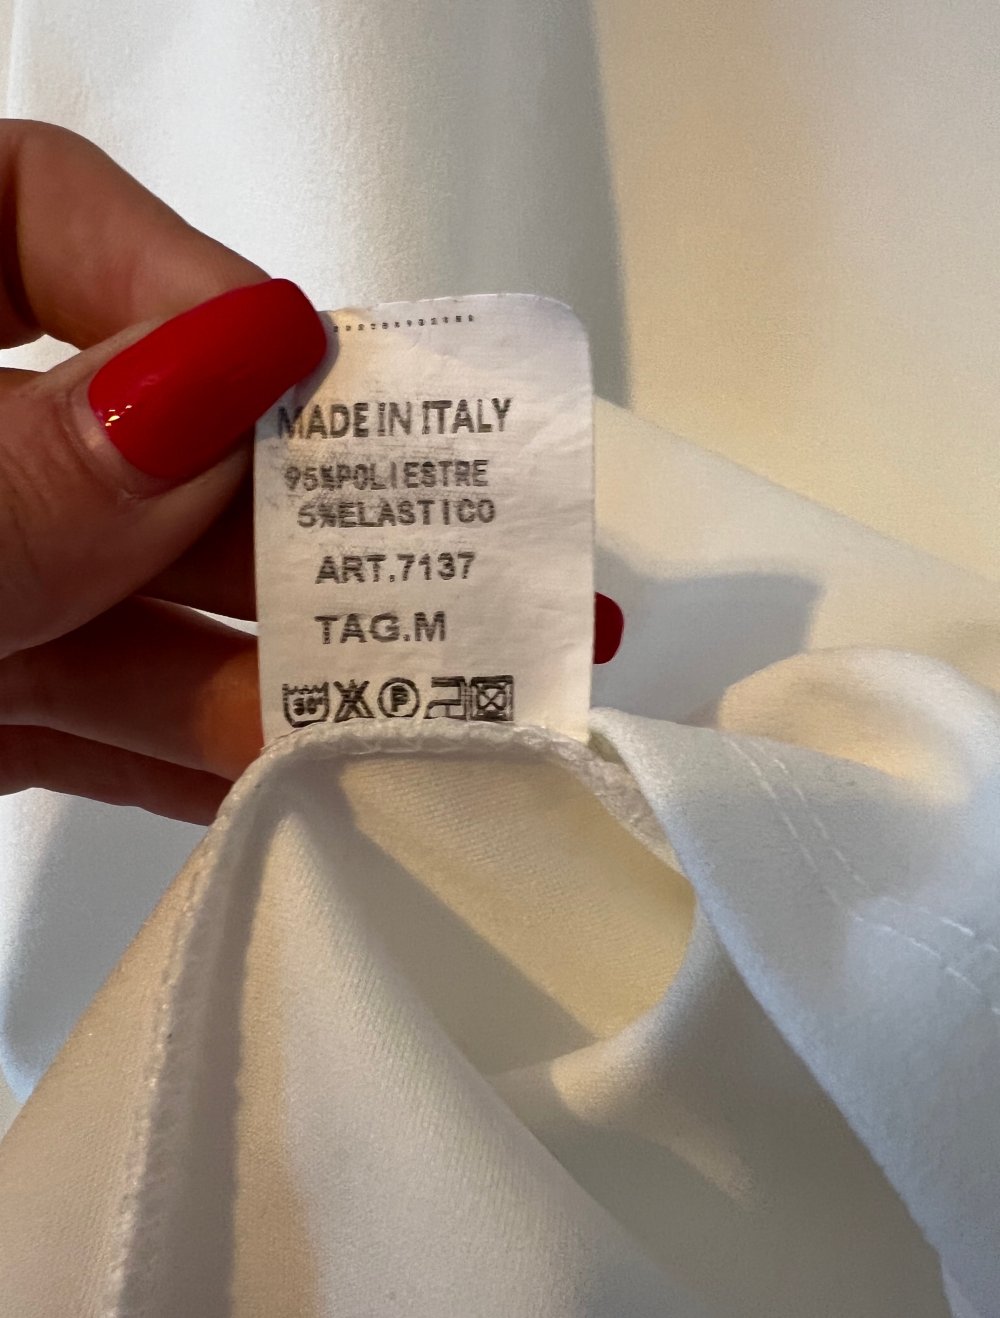 MADE IN ITALY
95%POLIESTRE
5%ELASTICO
ART.7137
TAG.M
P